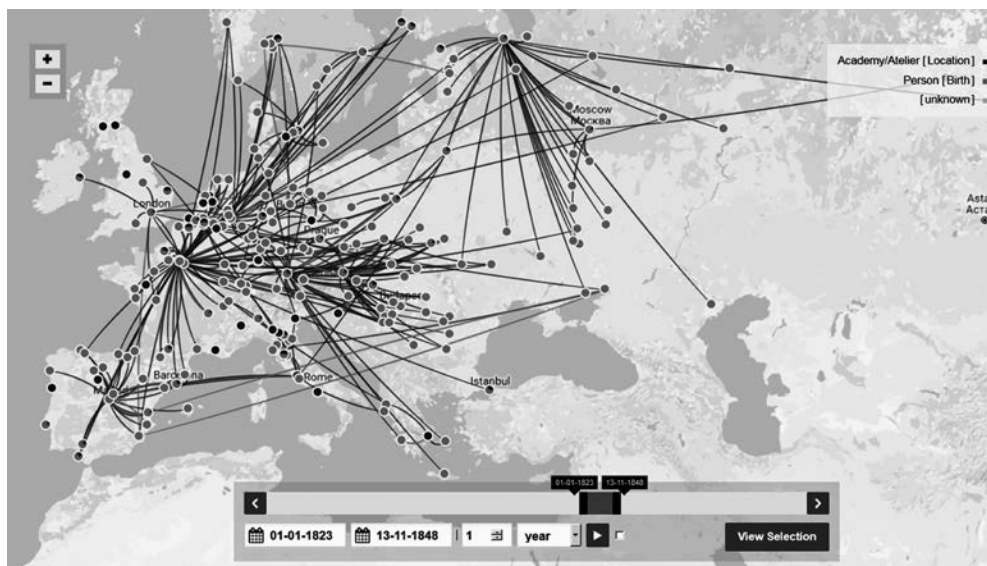 +
−
Academy/Atelier [Location]
Person [Birth]
[unknown]
Moscow
Москва
London
Prague
Rome
Istanbul
01-01-1823 13-11-1848
< >
01-01-1823 13-11-1848 1 year View Selection